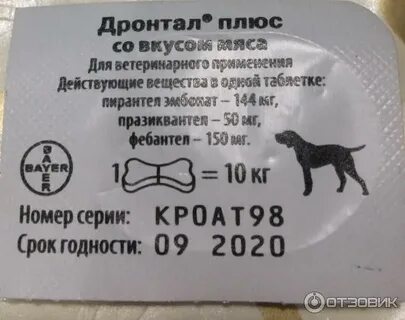 Дронтал® плюс
со вкусом мяса
Для ветеринарного применения
Действующие вещества в одной таблетке:
пирантел эмбонат – 144 мг,
празиквантел – 50 мг,
фебантел – 150 мг.
BAYER
BAYER
1 = 10 кг
Номер серии: KP0AT98
Срок годности: 09 2020
ОТЗОВИК